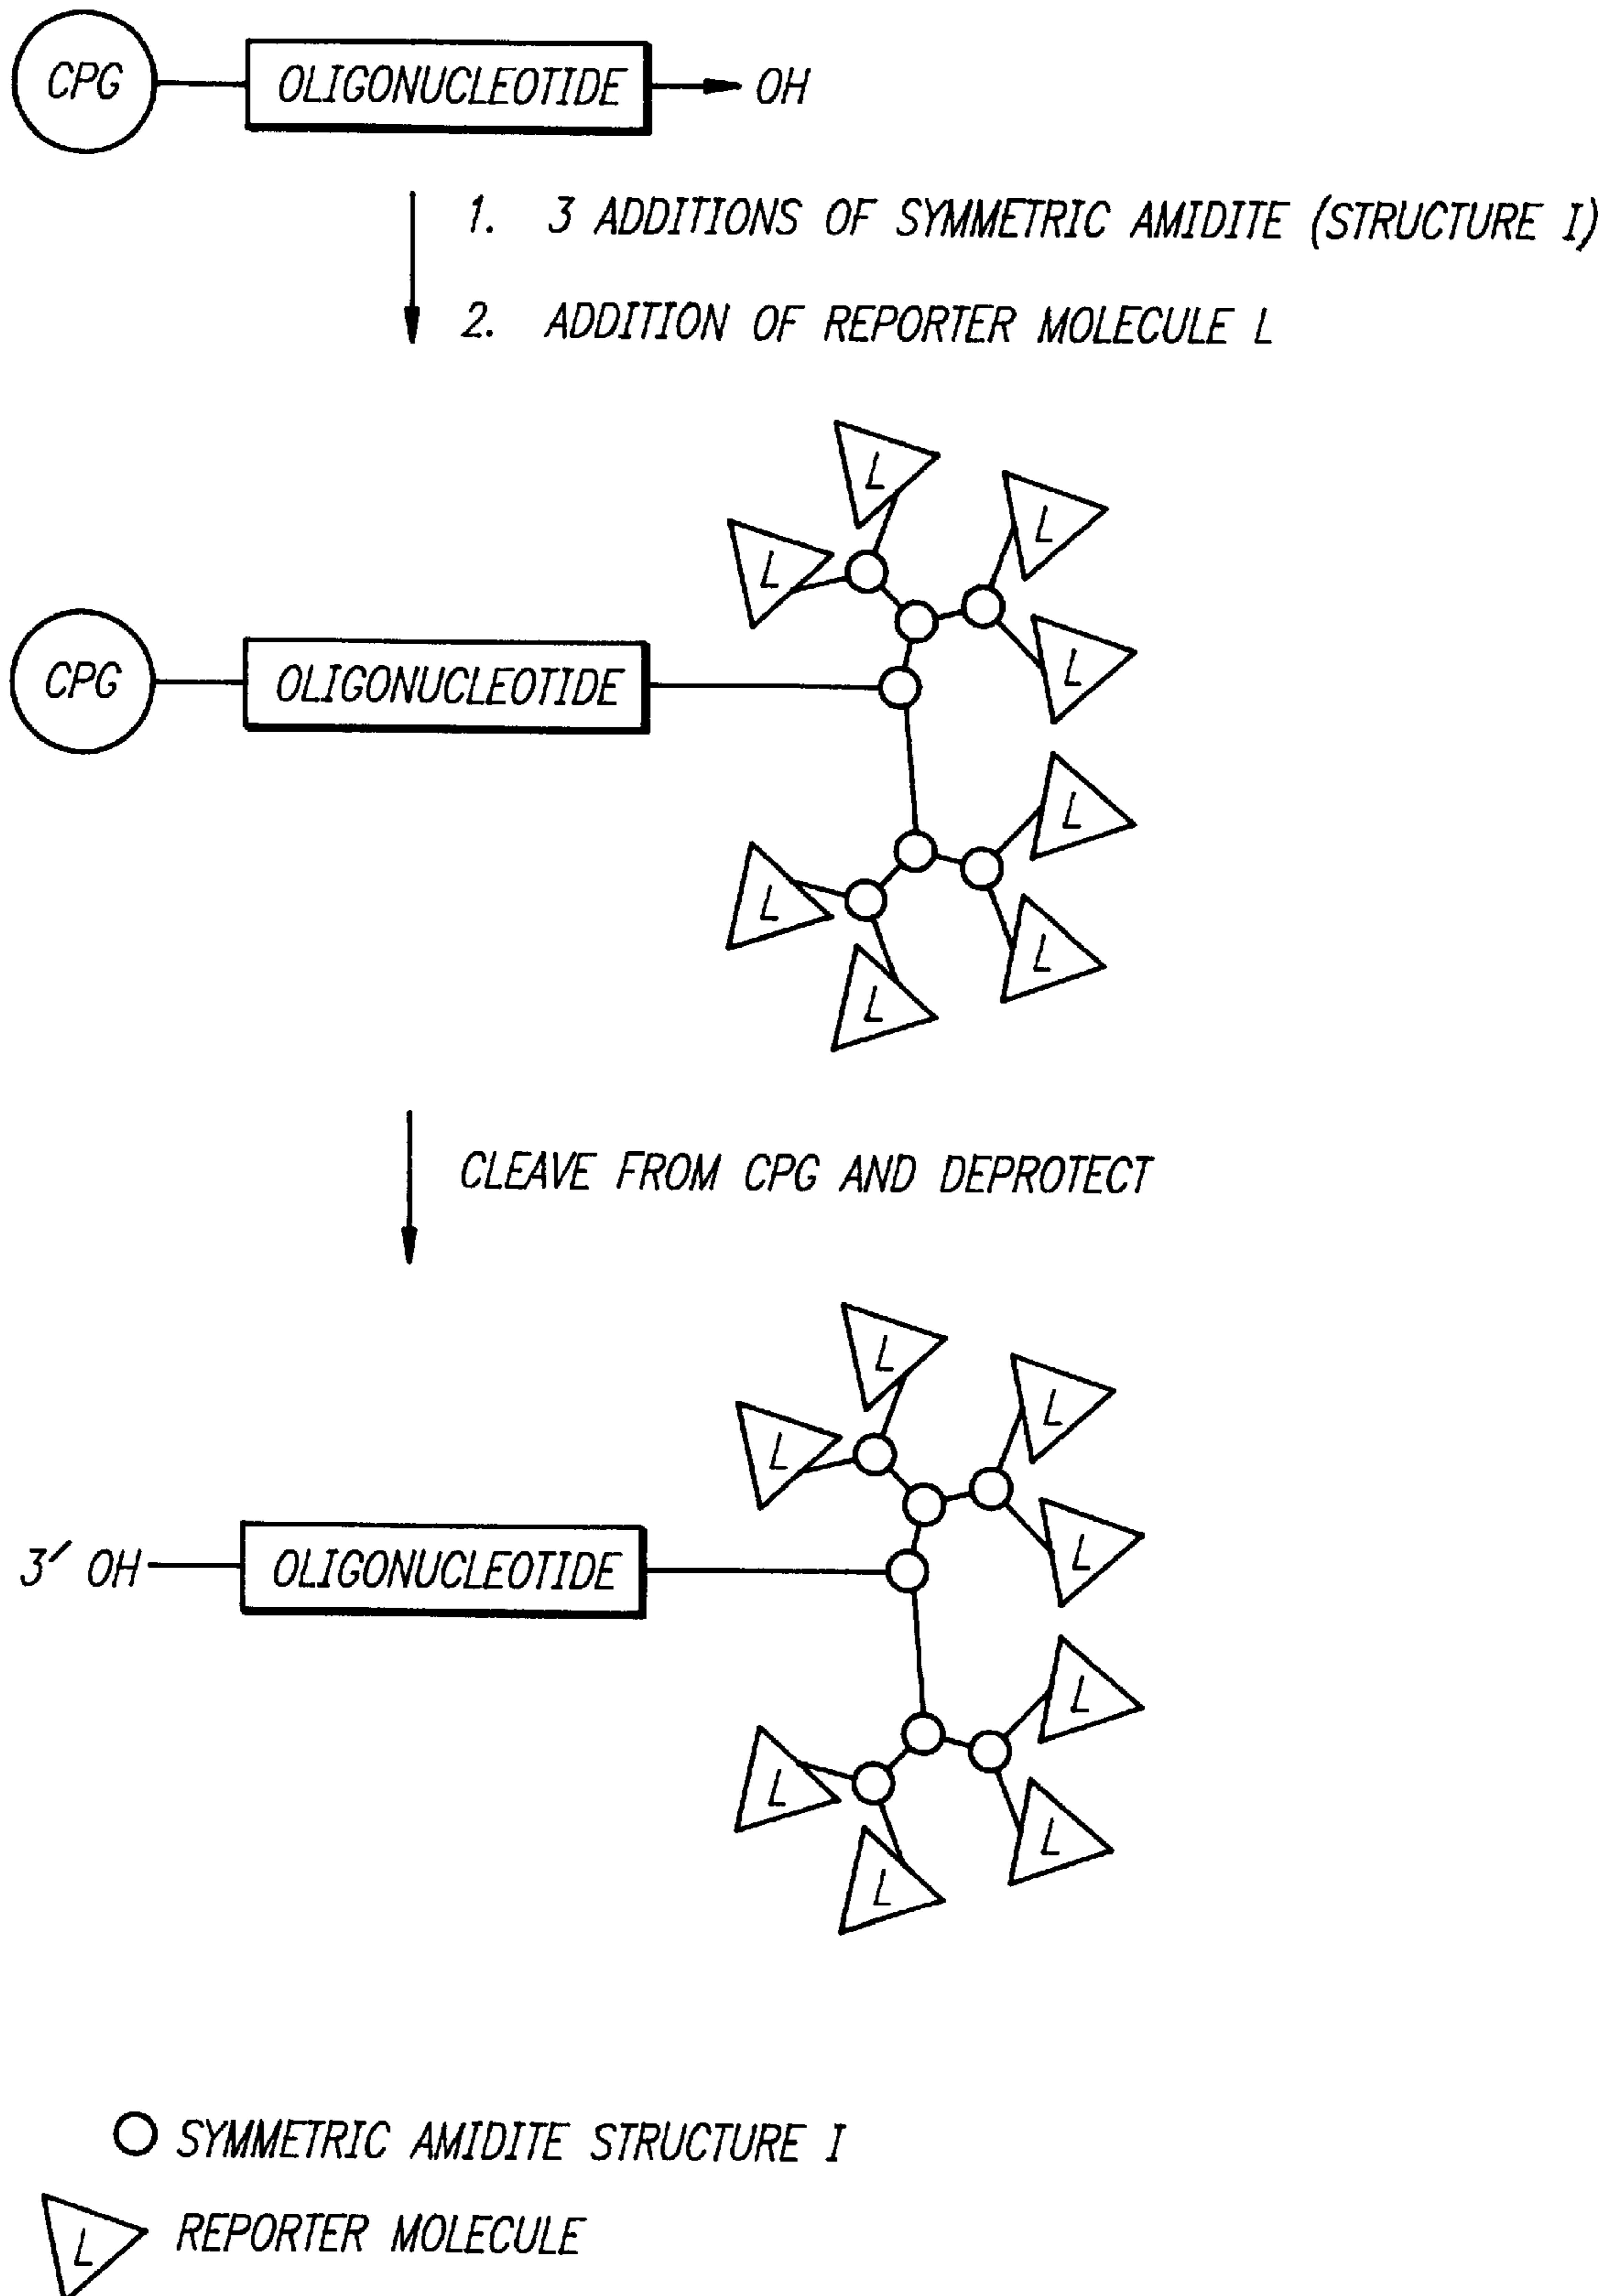 CPG OLIGONUCLEOTIDE OH
1. 3 ADDITIONS OF SYMMETRIC AMIDITE (STRUCTURE I)
2. ADDITION OF REPORTER MOLECULE L
L
L
L
L
CPG OLIGONUCLEOTIDE
L
L
L
L
CLEAVE FROM CPG AND DEPROTECT
L
L
L
L
3' OH OLIGONUCLEOTIDE
L
L
L
L
SYMMETRIC AMIDITE STRUCTURE I
L REPORTER MOLECULE